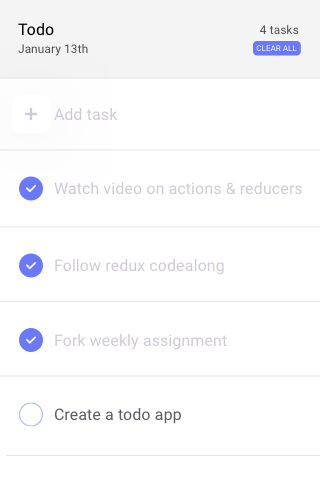 Todo
4 tasks
January 13th
CLEAR ALL
Add task
Watch video on actions & reducers
Follow redux codealong
Fork weekly assignment
Create a todo app